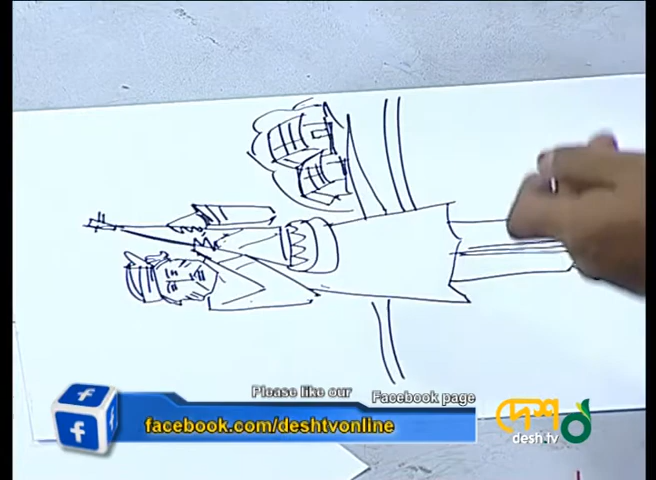 Please like our Facebook page
facebook.com/deshtvonline
দেশ
desh.tv